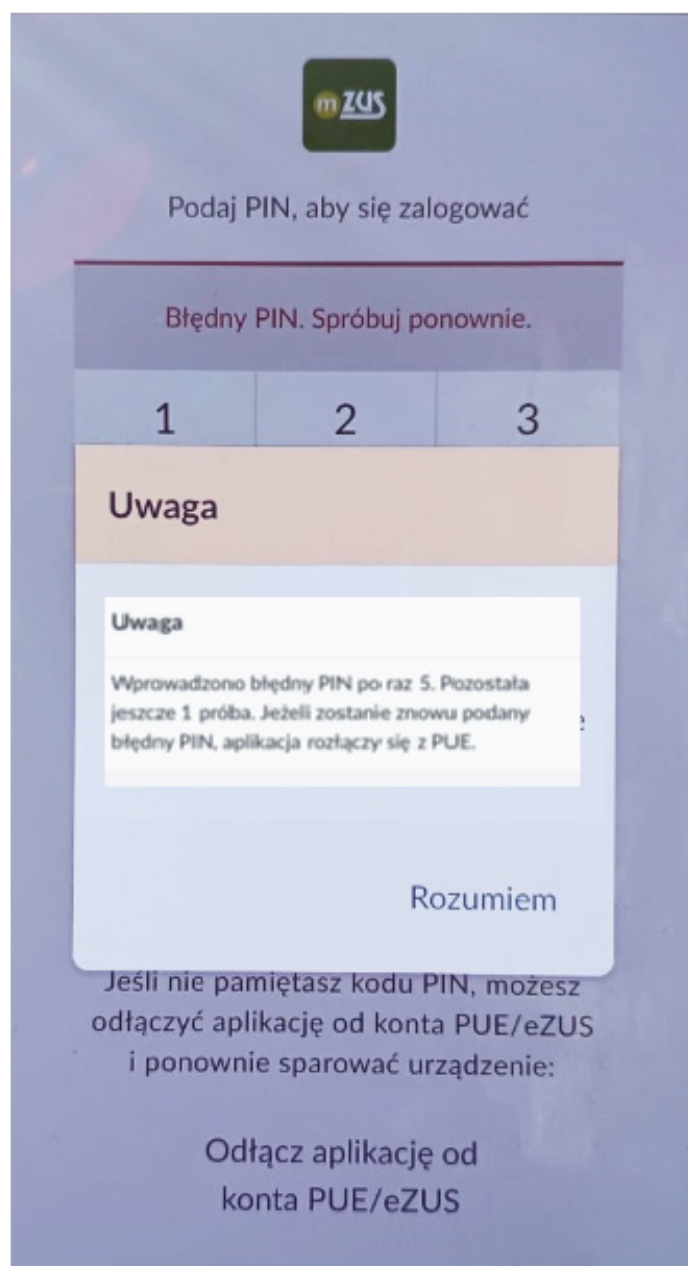 mZUS
Podaj PIN, aby się zalogować
Błędny PIN. Spróbuj ponownie.
1 2 3
Uwaga
Uwaga
Wprowadzono błędny PIN po raz 5. Pozostała
jeszcze 1 próba. Jeżeli zostanie znowu podany
błędny PIN, aplikacja rozłączy się z PUE.
Rozumiem
Jeśli nie pamiętasz kodu PIN, możesz
odłączyć aplikację od konta PUE/eZUS
i ponownie sparować urządzenie:
Odłącz aplikację od
konta PUE/eZUS